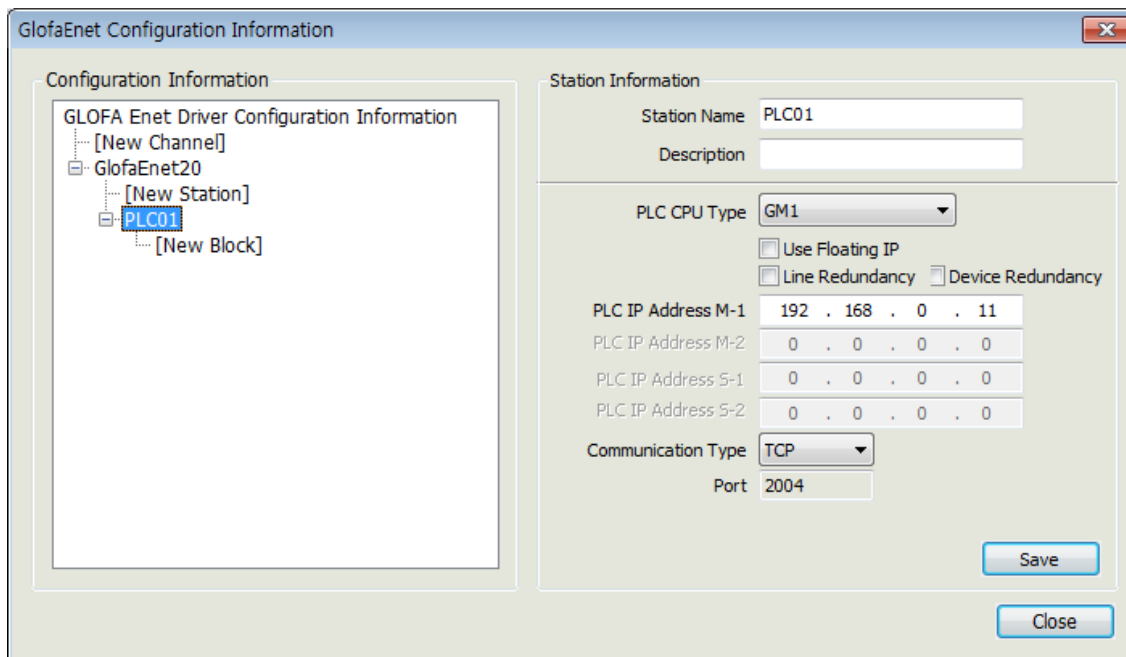 GlofaEnet Configuration Information
Configuration Information
GLOFA Enet Driver Configuration Information
[New Channel]
GlofaEnet20
[New Station]
PLC01
[New Block]
Station Information
Station Name PLC01
Description
PLC CPU Type GM1
Use Floating IP
Line Redundancy Device Redundancy
PLC IP Address M-1 192 . 168 . 0 . 11
PLC IP Address M-2 0 . 0 . 0 . 0
PLC IP Address S-1 0 . 0 . 0 . 0
PLC IP Address S-2 0 . 0 . 0 . 0
Communication Type TCP
Port 2004
Save
Close